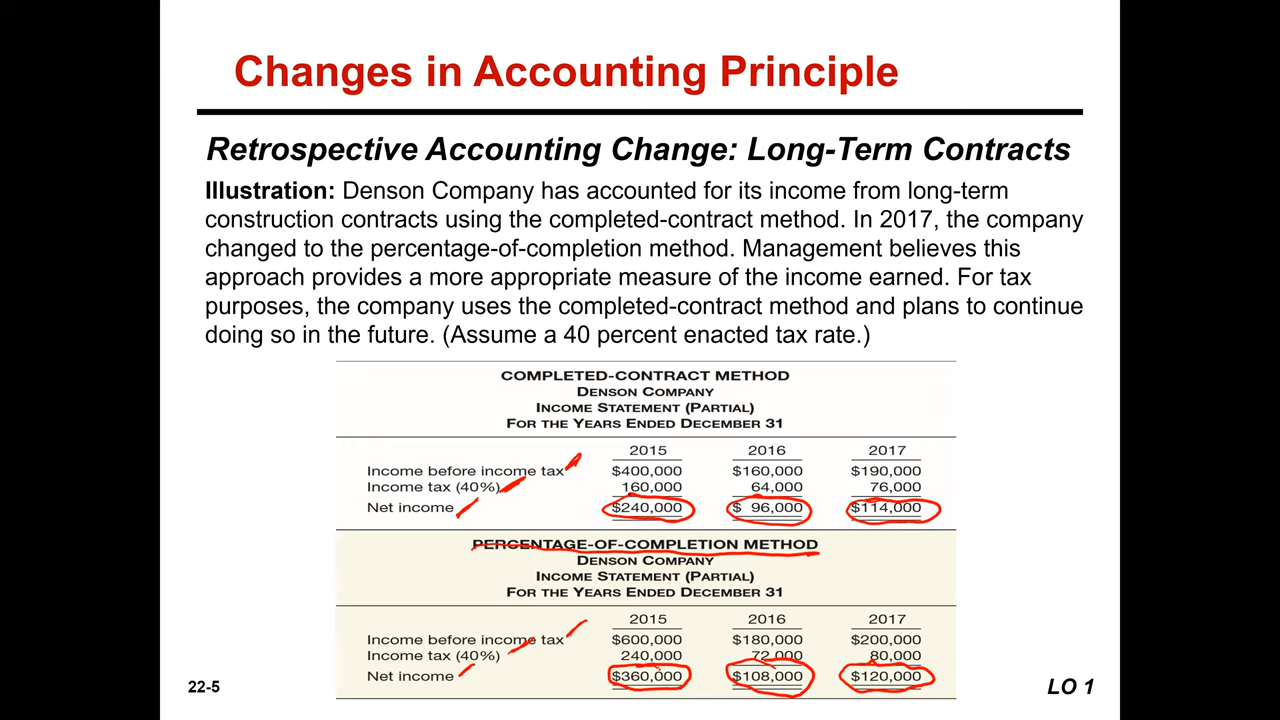 Changes in Accounting Principle
Retrospective Accounting Change: Long-Term Contracts
Illustration: Denson Company has accounted for its income from long-term
construction contracts using the completed-contract method. In 2017, the company
changed to the percentage-of-completion method. Management believes this
approach provides a more appropriate measure of the income earned. For tax
purposes, the company uses the completed-contract method and plans to continue
doing so in the future. (Assume a 40 percent enacted tax rate.)
COMPLETED-CONTRACT METHOD
DENSON COMPANY
INCOME STATEMENT (PARTIAL)
FOR THE YEARS ENDED DECEMBER 31
2015 2016 2017
Income before income tax $400,000 $160,000 $190,000
Income tax (40%) 160,000 64,000 76,000
Net income $240,000 $ 96,000 $114,000
PERCENTAGE-OF-COMPLETION METHOD
DENSON COMPANY
INCOME STATEMENT (PARTIAL)
FOR THE YEARS ENDED DECEMBER 31
2015 2016 2017
Income before income tax $600,000 $180,000 $200,000
Income tax (40%) 240,000 72,000 80,000
Net income $360,000 $108,000 $120,000
22-5 LO 1